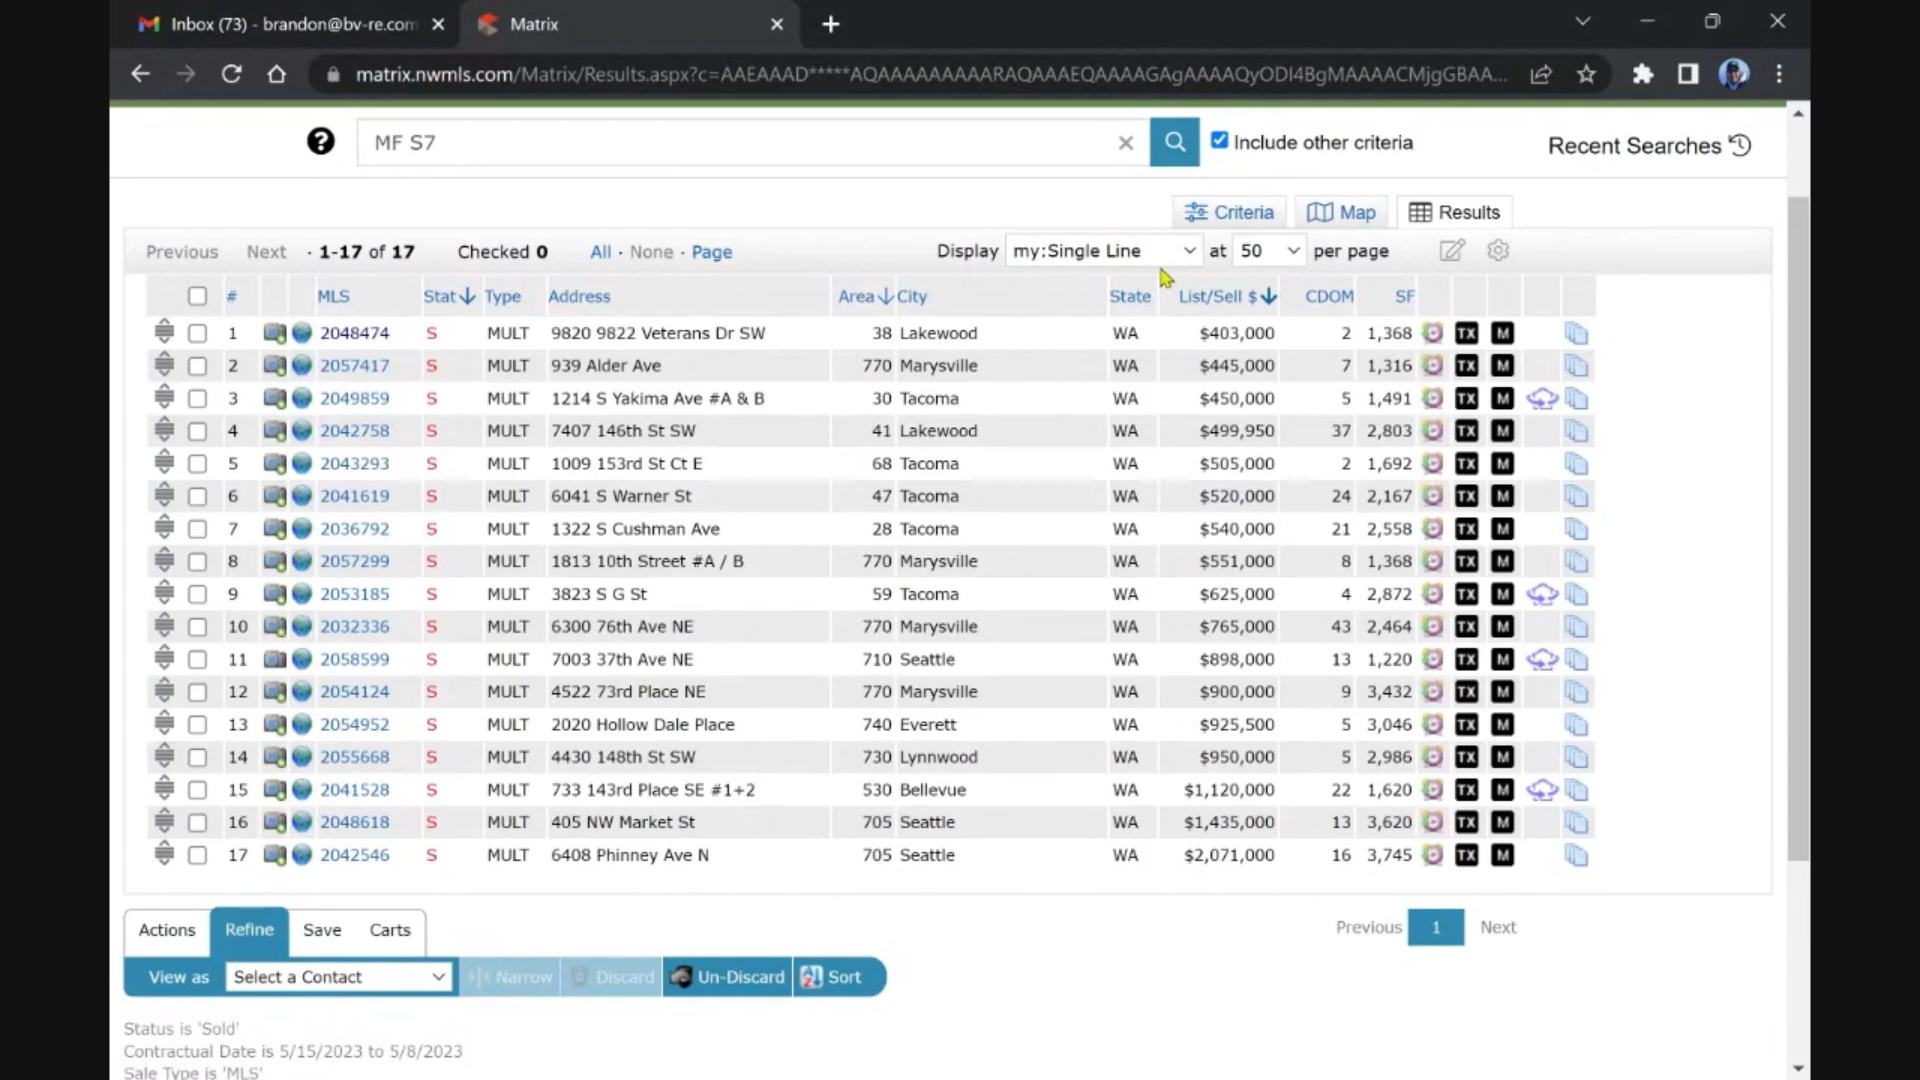 Inbox (73) - brandon@bv-re.com
Matrix
matrix.nwmls.com/Matrix/Results.aspx?c=AAEAAAD*****AQAAAAAAAAARAQAAAEQAAAAGAgAAAAQyODI4BgMAAAACMjgGBAA...
? MF S7 Include other criteria Recent Searches
Criteria Map Results
Previous Next · 1-17 of 17 Checked 0 All · None · Page Display my:Single Line at 50 per page
# MLS Stat Type Address Area City State List/Sell $ CDOM SF
1 2048474 S MULT 9820 9822 Veterans Dr SW 38 Lakewood WA $403,000 2 1,368 TX M
2 2057417 S MULT 939 Alder Ave 770 Marysville WA $445,000 7 1,316 TX M
3 2049859 S MULT 1214 S Yakima Ave #A & B 30 Tacoma WA $450,000 5 1,491 TX M
4 2042758 S MULT 7407 146th St SW 41 Lakewood WA $499,950 37 2,803 TX M
5 2043293 S MULT 1009 153rd St Ct E 68 Tacoma WA $505,000 2 1,692 TX M
6 2041619 S MULT 6041 S Warner St 47 Tacoma WA $520,000 24 2,167 TX M
7 2036792 S MULT 1322 S Cushman Ave 28 Tacoma WA $540,000 21 2,558 TX M
8 2057299 S MULT 1813 10th Street #A / B 770 Marysville WA $551,000 8 1,368 TX M
9 2053185 S MULT 3823 S G St 59 Tacoma WA $625,000 4 2,872 TX M
10 2032336 S MULT 6300 76th Ave NE 770 Marysville WA $765,000 43 2,464 TX M
11 2058599 S MULT 7003 37th Ave NE 710 Seattle WA $898,000 13 1,220 TX M
12 2054124 S MULT 4522 73rd Place NE 770 Marysville WA $900,000 9 3,432 TX M
13 2054952 S MULT 2020 Hollow Dale Place 740 Everett WA $925,500 5 3,046 TX M
14 2055668 S MULT 4430 148th St SW 730 Lynnwood WA $950,000 5 2,986 TX M
15 2041528 S MULT 733 143rd Place SE #1+2 530 Bellevue WA $1,120,000 22 1,620 TX M
16 2048618 S MULT 405 NW Market St 705 Seattle WA $1,435,000 13 3,620 TX M
17 2042546 S MULT 6408 Phinney Ave N 705 Seattle WA $2,071,000 16 3,745 TX M
Actions Refine Save Carts Previous 1 Next
View as Select a Contact Narrow Discard Un-Discard Sort
Status is 'Sold'
Contractual Date is 5/15/2023 to 5/8/2023
Sale Type is 'MLS'